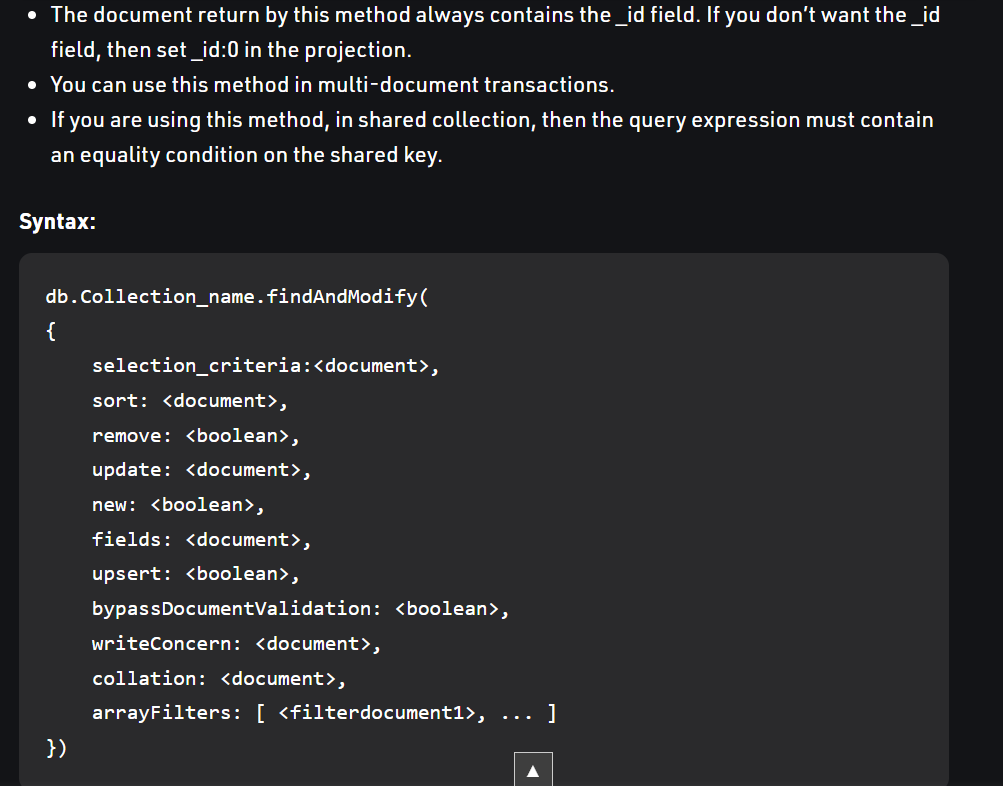 • The document return by this method always contains the _id field. If you don’t want the _id
field, then set _id:0 in the projection.
• You can use this method in multi-document transactions.
• If you are using this method, in shared collection, then the query expression must contain
an equality condition on the shared key.
Syntax:
db.Collection_name.findAndModify(
{
    selection_criteria:<document>,
    sort: <document>,
    remove: <boolean>,
    update: <document>,
    new: <boolean>,
    fields: <document>,
    upsert: <boolean>,
    bypassDocumentValidation: <boolean>,
    writeConcern: <document>,
    collation: <document>,
    arrayFilters: [ <filterdocument1>, ... ]
})